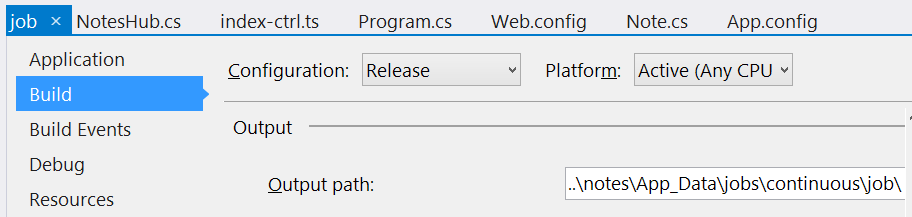 job × NotesHub.cs index-ctrl.ts Program.cs Web.config Note.cs App.config
Application
Configuration: Release Platform: Active (Any CPU
Build
Build Events
Output
Debug
Output path: ..\notes\App_Data\jobs\continuous\job\
Resources